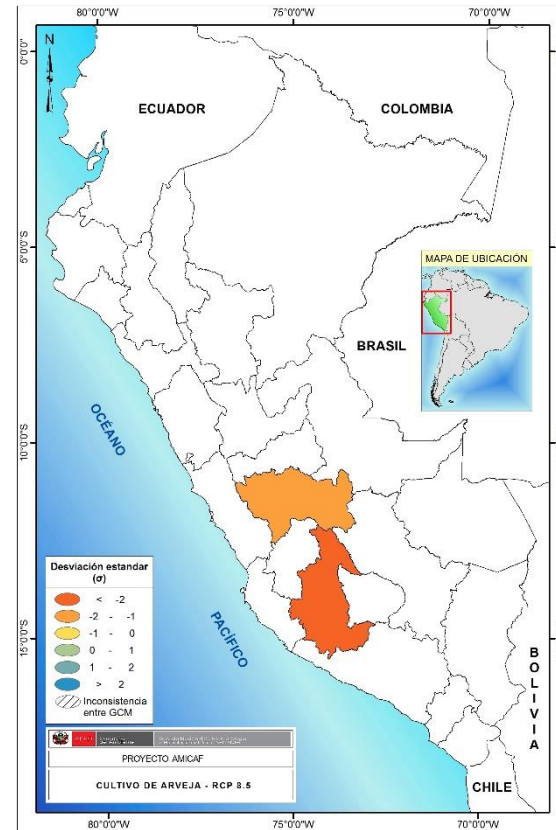 80°0'0"W 75°0'0"W 70°0'0"W
N
0°0'0"
ECUADOR COLOMBIA
5°0'0"S
MAPA DE UBICACIÓN
BRASIL
OCÉANO
10°0'0"S
Desviación estandar
(σ)
< -2
-2 - -1
-1 - 0
0 - 1
1 - 2
> 2
Inconsistencia
entre GCM
PACÍFICO
15°0'0"S
BOLIVIA
PROYECTO AMICAF
CULTIVO DE ARVEJA - RCP 8.5
CHILE
80°0'0"W 75°0'0"W 70°0'0"W